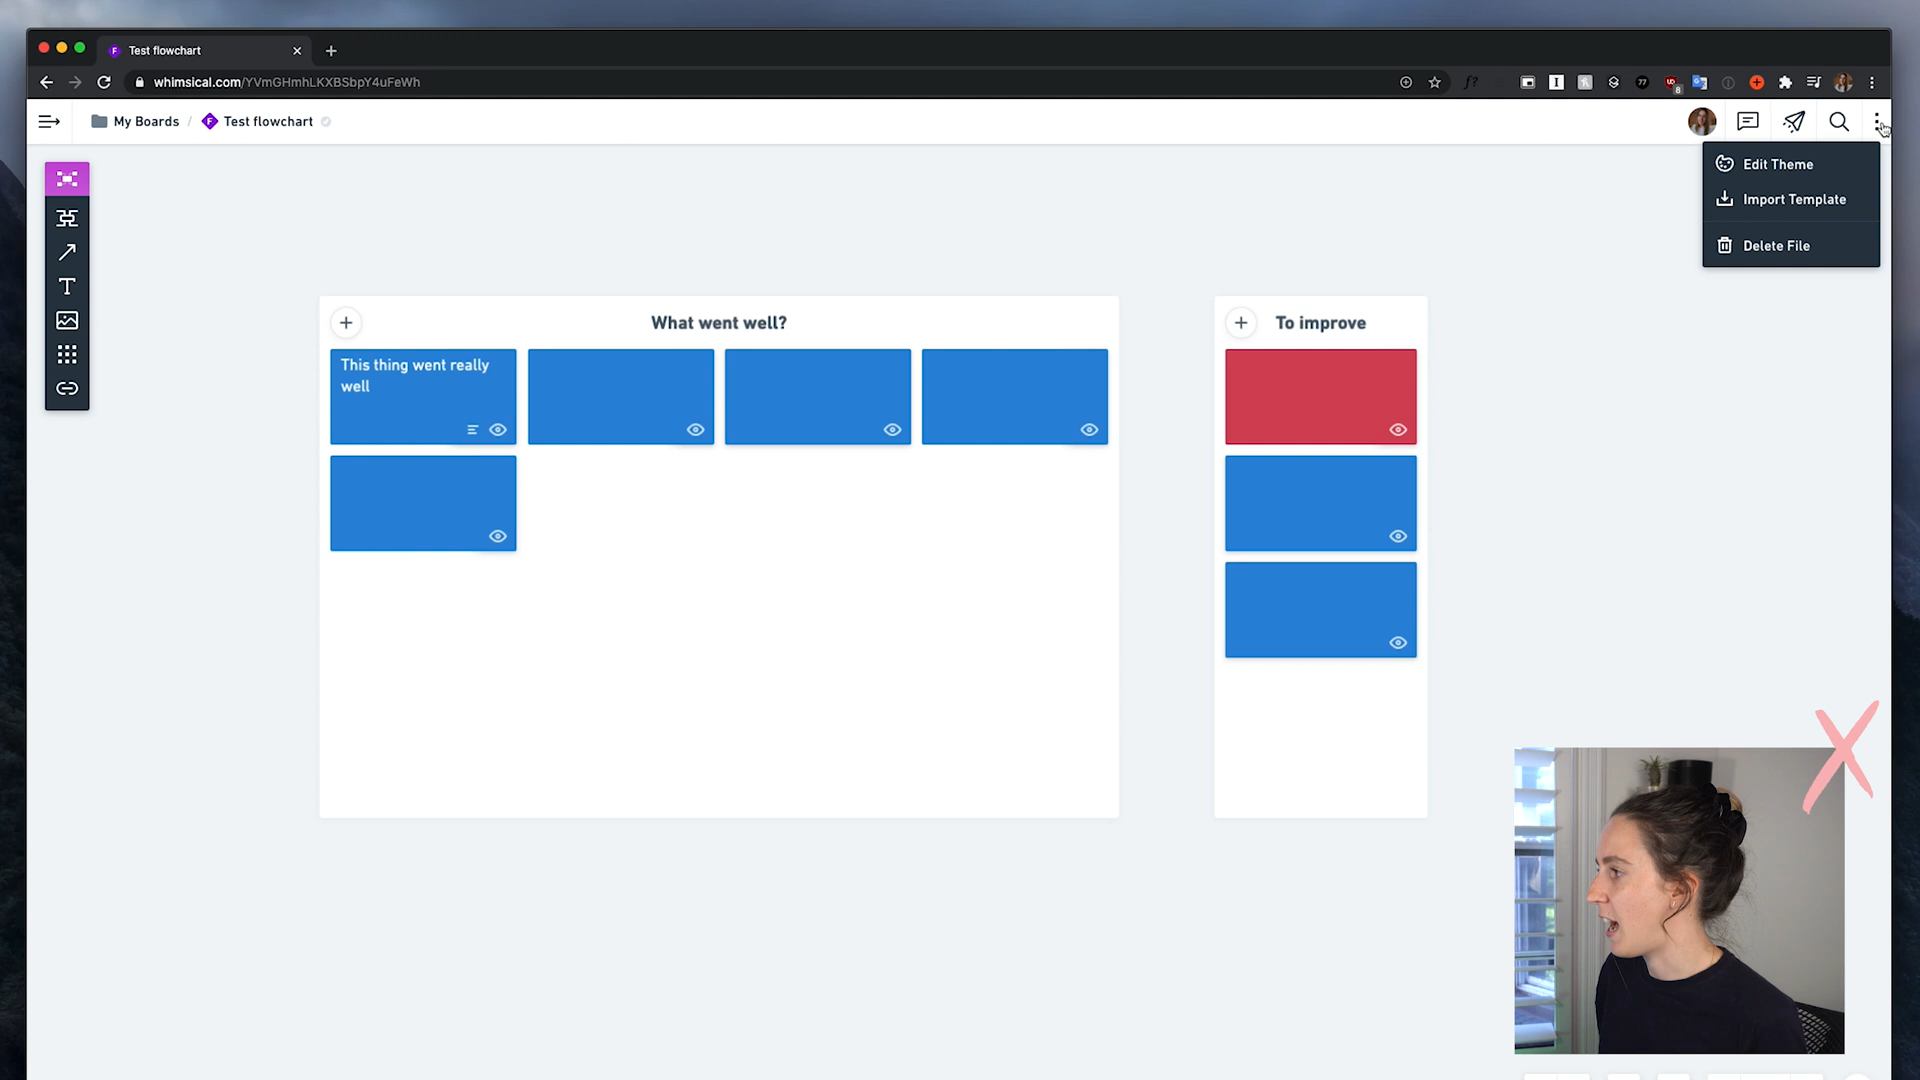 Test flowchart
whimsical.com/YVmGHmhLKXBSbpY4uFeWh
My Boards / Test flowchart
Edit Theme
Import Template
Delete File
What went well?
To improve
This thing went really
well